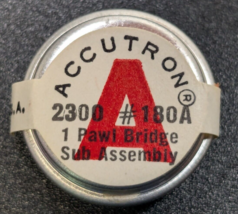 ACCUTRON®
A
2300 #180A
1 Pawl Bridge
Sub Assembly
.A.